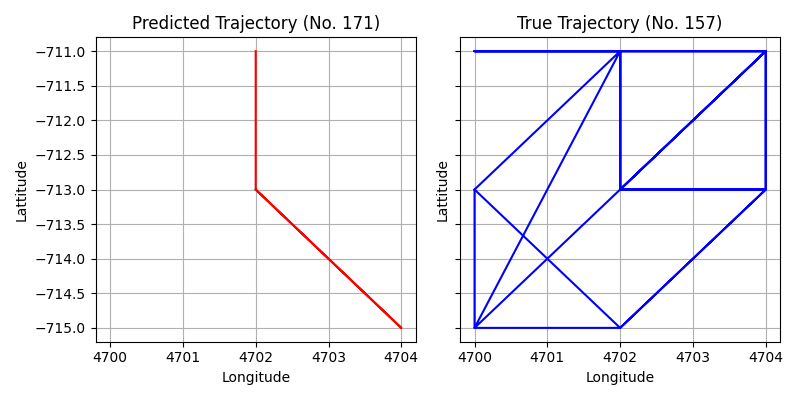 Predicted Trajectory (No. 171)
True Trajectory (No. 157)
−711.0
−711.5
−712.0
−712.5
−713.0
−713.5
−714.0
−714.5
−715.0
Lattitude
Lattitude
4700 4701 4702 4703 4704
4700 4701 4702 4703 4704
Longitude
Longitude